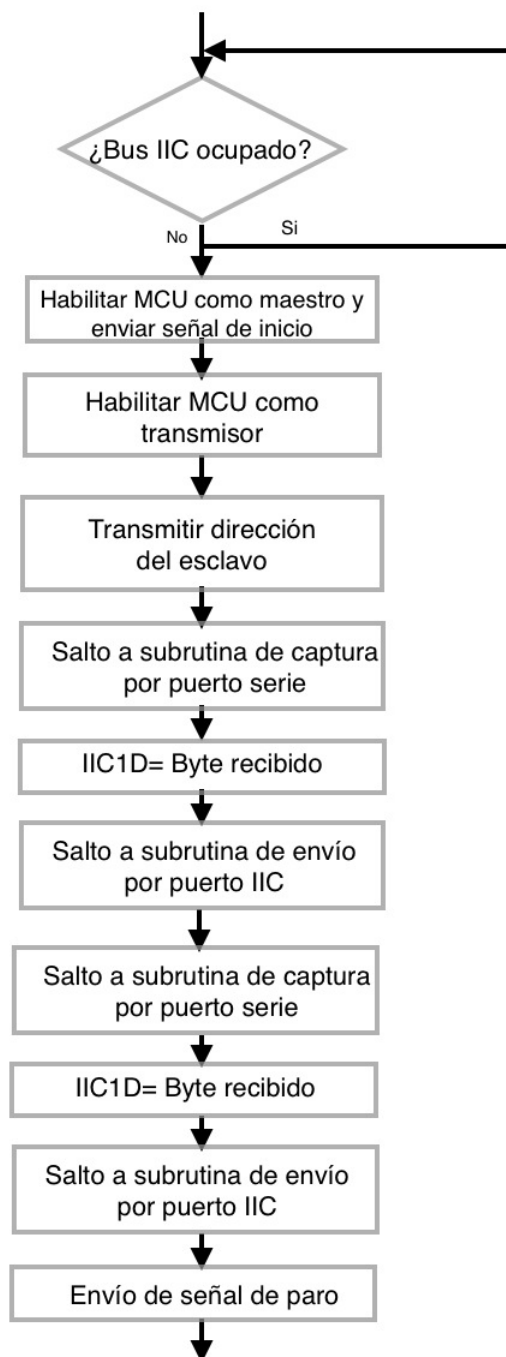 ¿Bus IIC ocupado?
No
Si
Habilitar MCU como maestro y
enviar señal de inicio
Habilitar MCU como
transmisor
Transmitir dirección
del esclavo
Salto a subrutina de captura
por puerto serie
IIC1D= Byte recibido
Salto a subrutina de envío
por puerto IIC
Salto a subrutina de captura
por puerto serie
IIC1D= Byte recibido
Salto a subrutina de envío
por puerto IIC
Envío de señal de paro